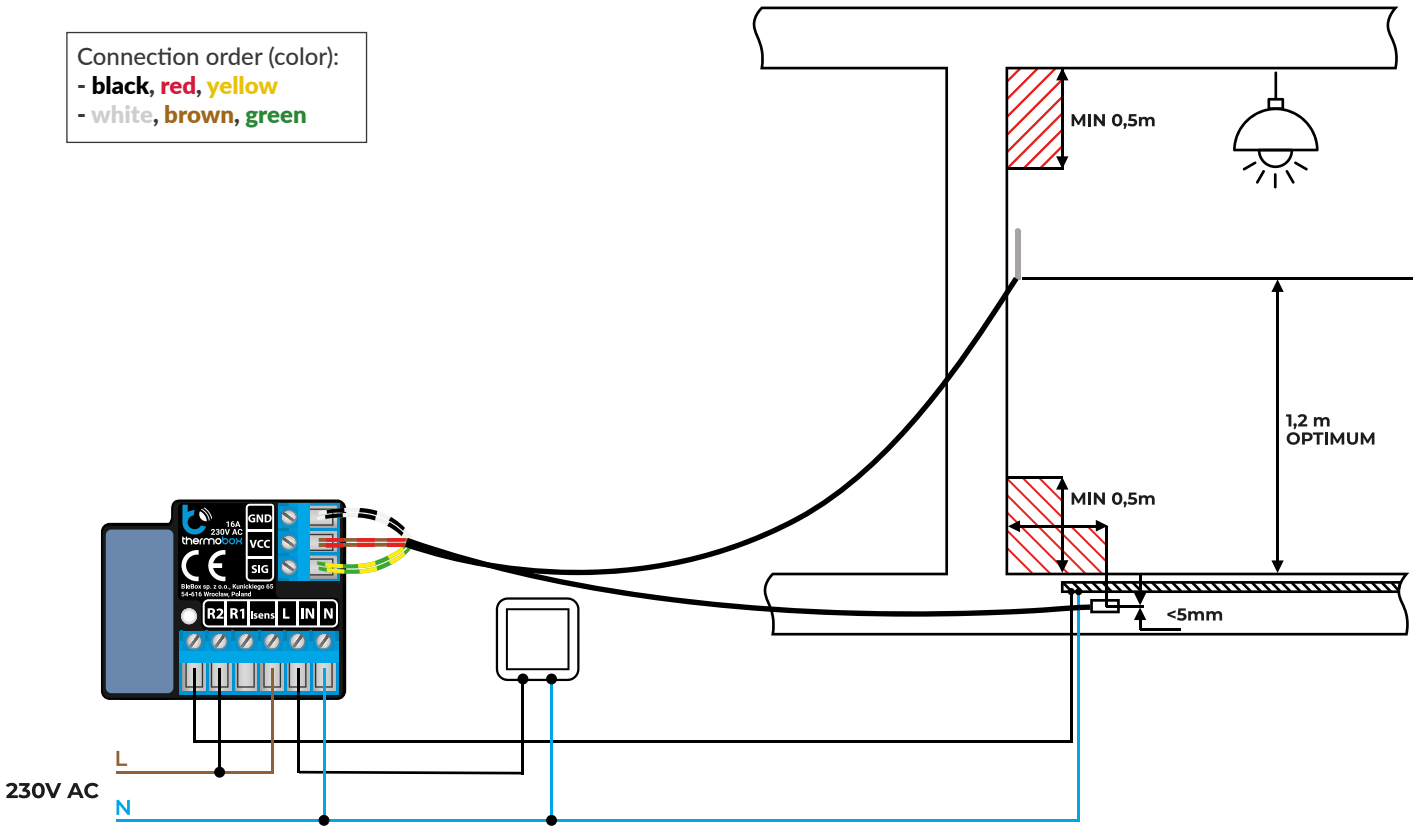 Connection order (color):
- black, red, yellow
- white, brown, green
MIN 0,5m
1,2 m
OPTIMUM
MIN 0,5m
<5mm
16A
230V AC
thermobox
CE
BleBox sp. z o.o., Kunickiego 65
54-616 Wrocław, Poland
GND
VCC
SIG
R2 R1 Isens L IN N
L
230V AC
N